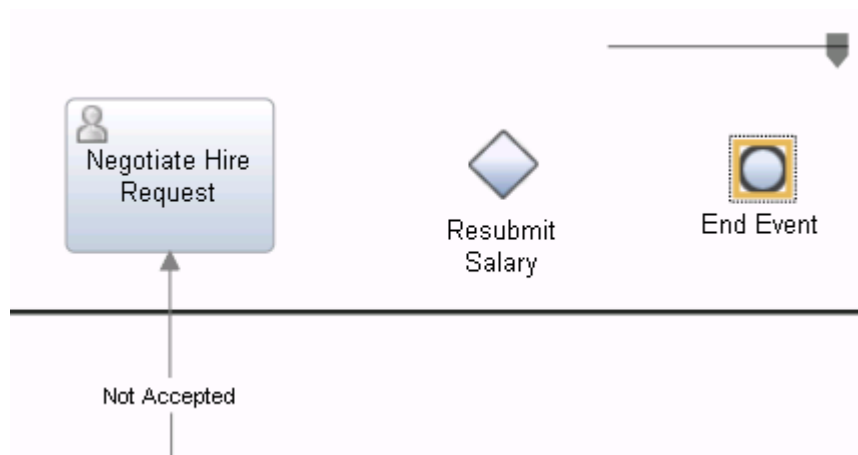 Negotiate Hire
Request
Resubmit
Salary
End Event
Not Accepted